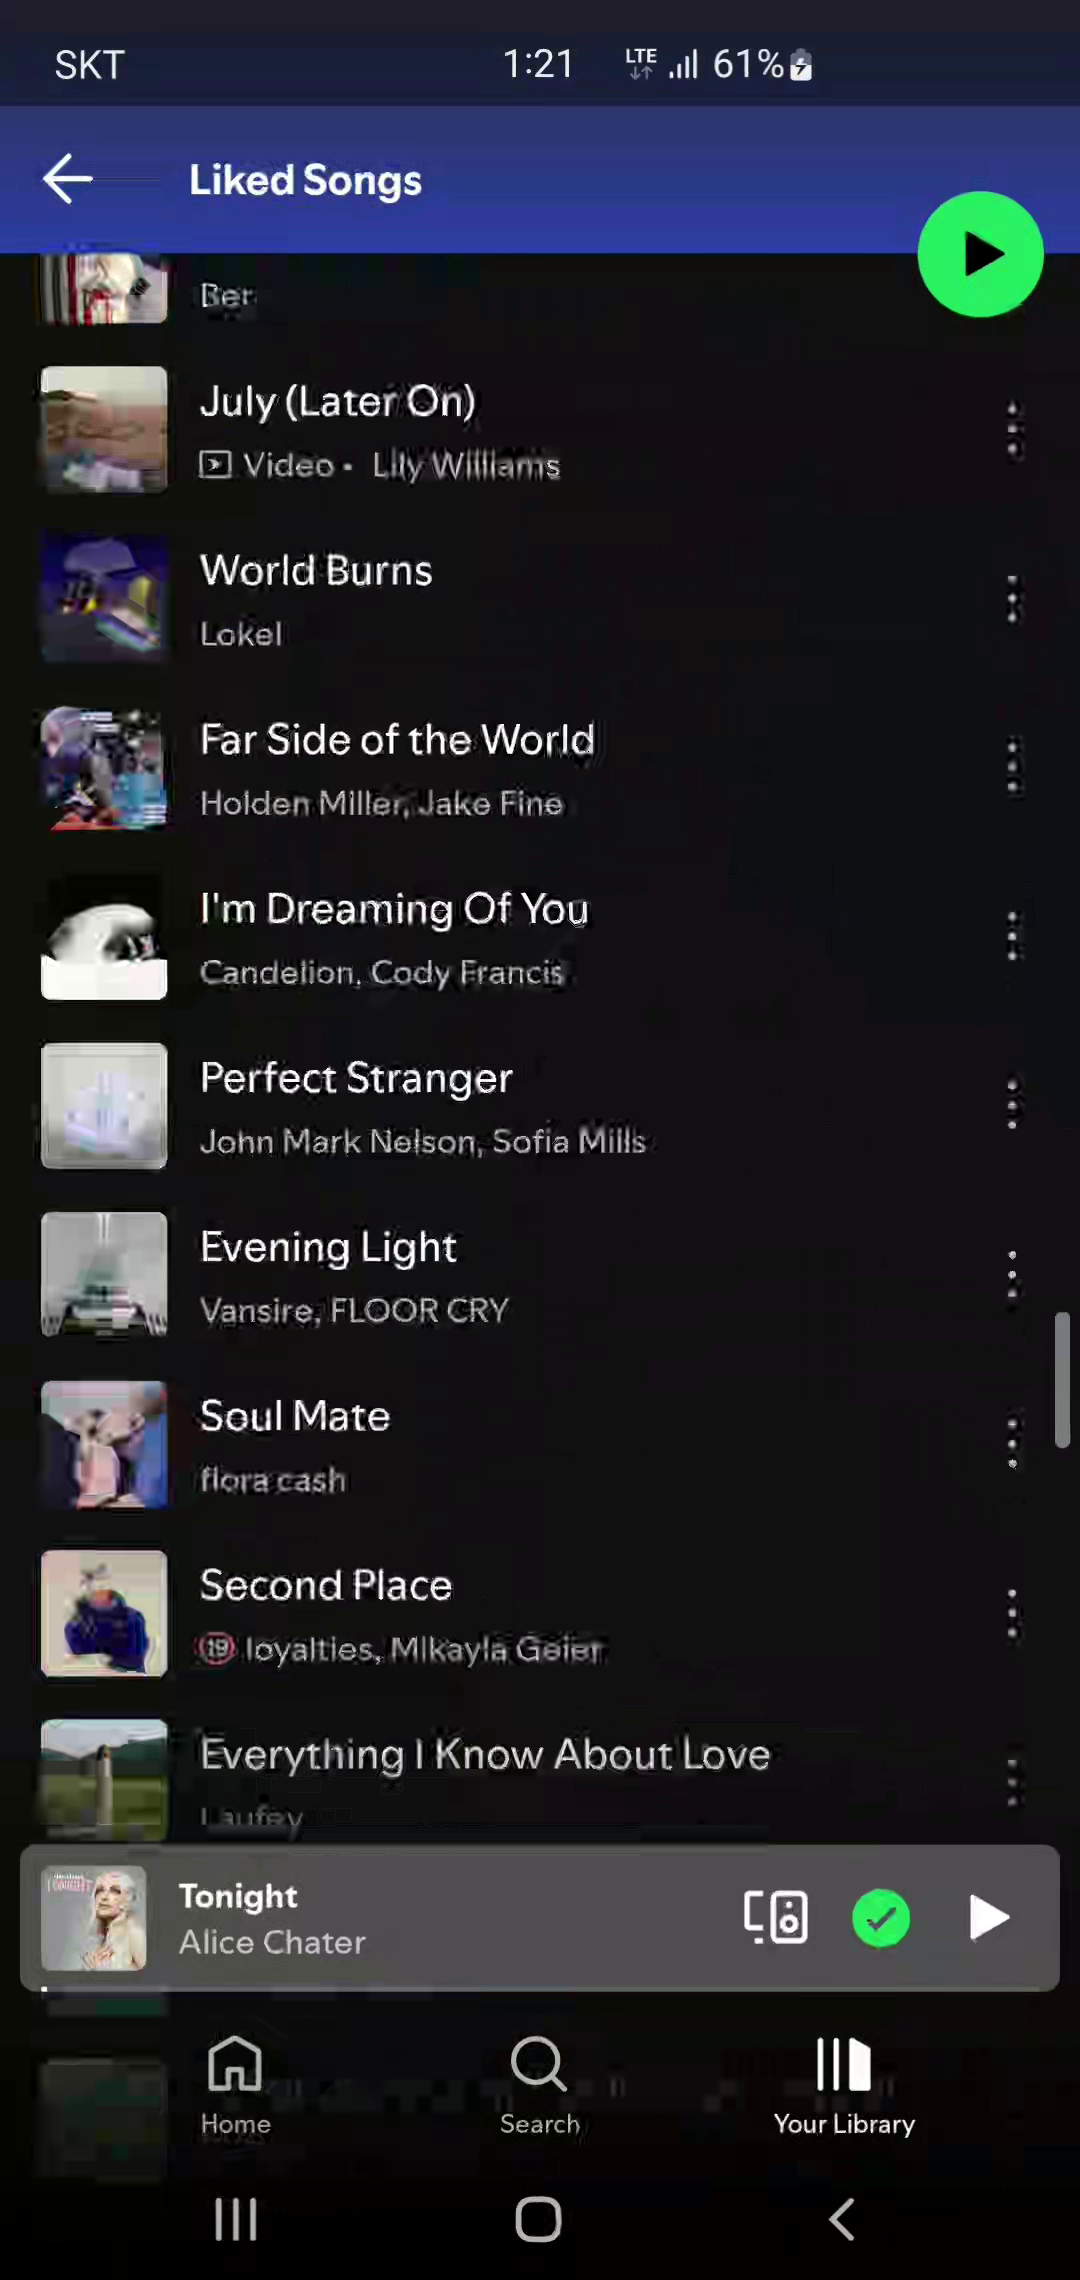 SKT 1:21 LTE 61%
Liked Songs
Ber
July (Later On)
Video • Lily Williams
World Burns
Lokel
Far Side of the World
Holden Miller, Jake Fine
I'm Dreaming Of You
Candelion, Cody Francis
Perfect Stranger
John Mark Nelson, Sofia Mills
Evening Light
Vansire, FLOOR CRY
Soul Mate
flora cash
Second Place
19 loyalties, Mikayla Geier
Everything I Know About Love
Laufey
TONIGHT
Tonight
Alice Chater
Home Search Your Library